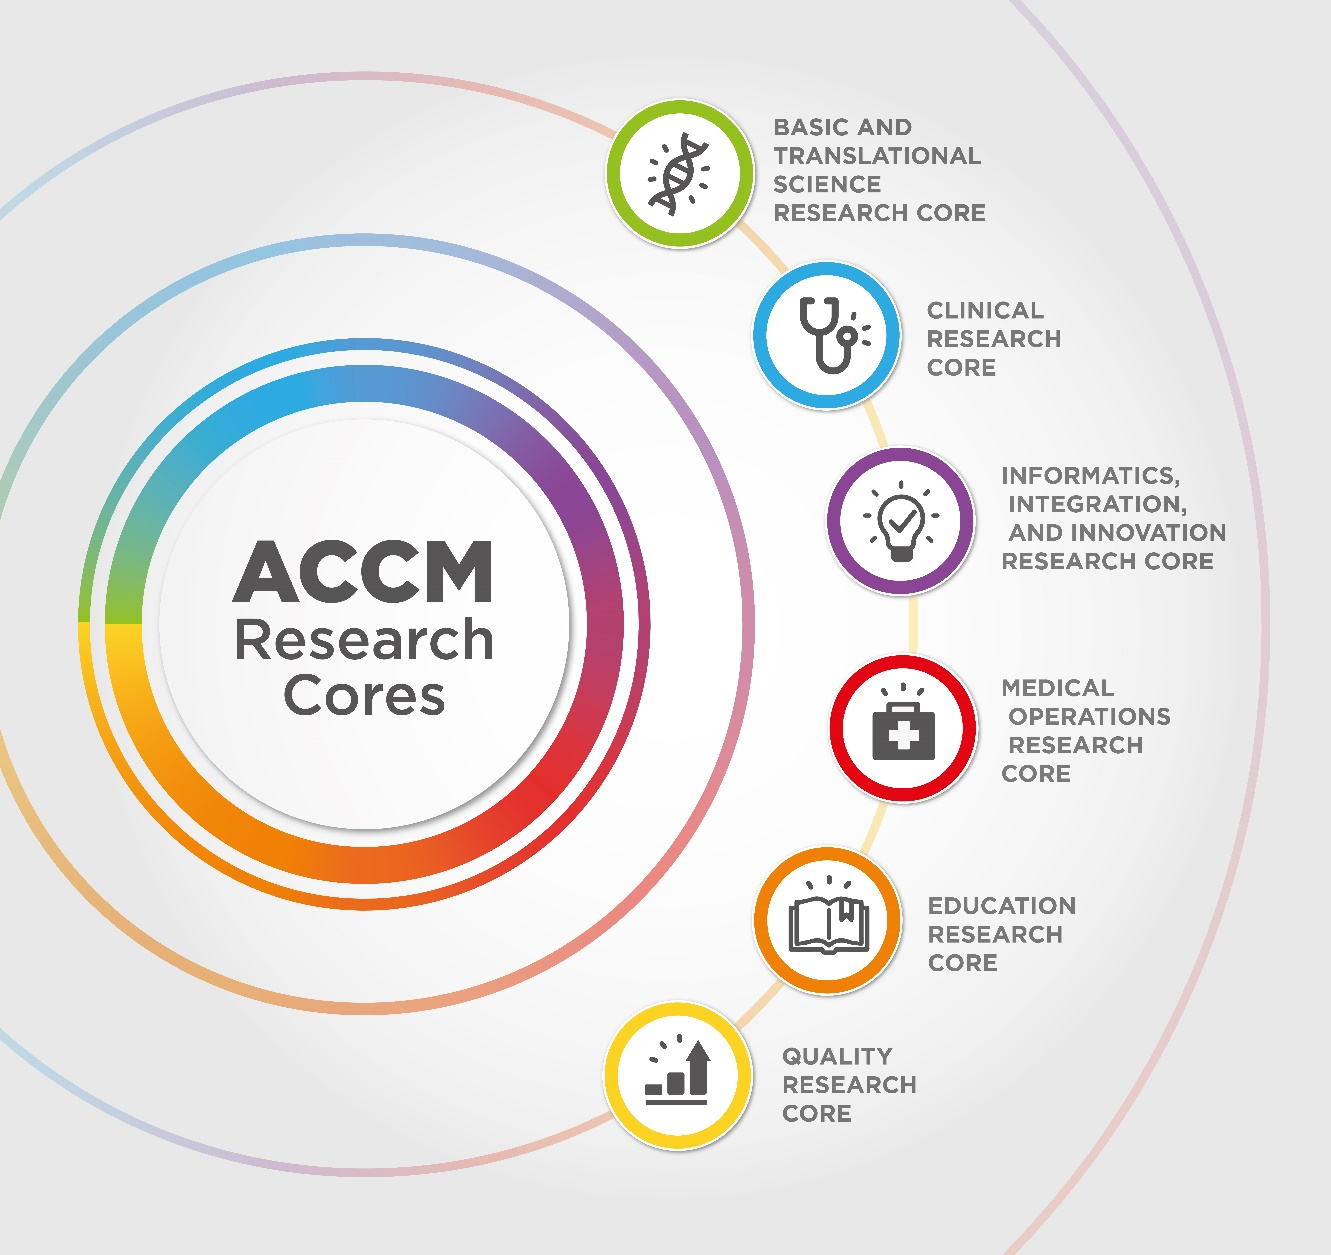 ACCM
Research
Cores
BASIC AND
TRANSLATIONAL
SCIENCE
RESEARCH CORE
CLINICAL
RESEARCH
CORE
INFORMATICS,
INTEGRATION,
AND INNOVATION
RESEARCH CORE
MEDICAL
OPERATIONS
RESEARCH
CORE
EDUCATION
RESEARCH
CORE
QUALITY
RESEARCH
CORE